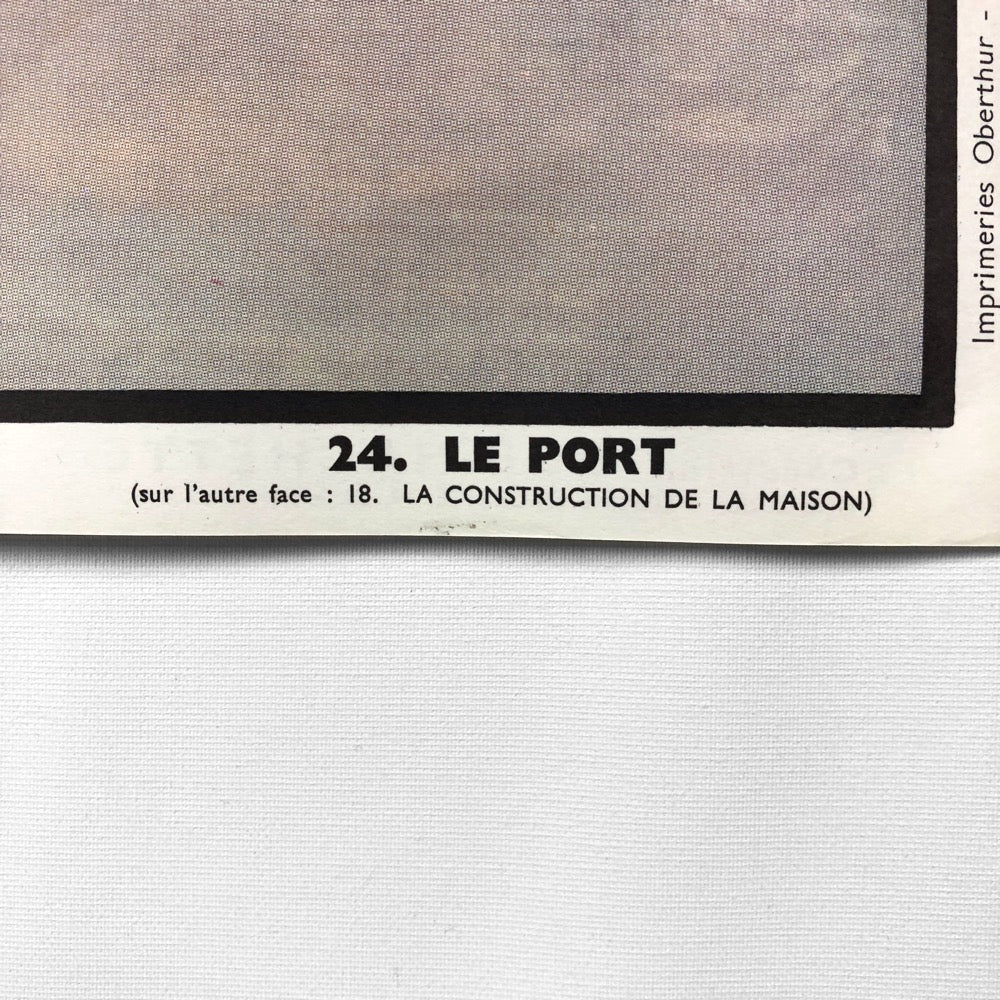 24. LE PORT
(sur l'autre face : 18. LA CONSTRUCTION DE LA MAISON)
Imprimeries Oberthur -